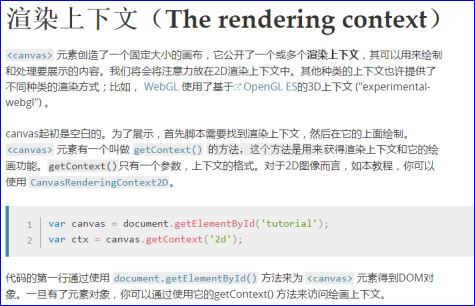 渲染上下文（The rendering context）
<canvas> 元素创造了一个固定大小的画布，它公开了一个或多个渲染上下文，其可以用来绘制
和处理要展示的内容。我们将会将注意力放在2D渲染上下文中。其他种类的上下文也许提供了
不同种类的渲染方式；比如， WebGL 使用了基于 OpenGL ES的3D上下文 ("experimental-
webgl") 。
canvas起初是空白的。为了展示，首先脚本需要找到渲染上下文，然后在它的上面绘制。
<canvas> 元素有一个叫做 getContext() 的方法，这个方法是用来获得渲染上下文和它的绘
画功能。getContext()只有一个参数，上下文的格式。对于2D图像而言，如本教程，你可以
使用 CanvasRenderingContext2D。
1 var canvas = document.getElementById('tutorial');
2 var ctx = canvas.getContext('2d');
代码的第一行通过使用 document.getElementById() 方法来为 <canvas> 元素得到DOM对
象。一旦有了元素对象，你可以通过使用它的getContext() 方法来访问绘画上下文。